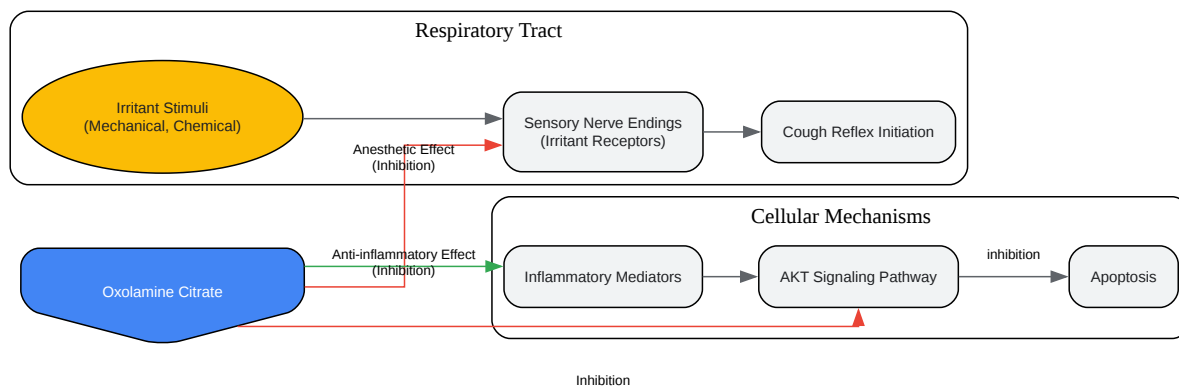 Respiratory Tract
Irritant Stimuli
(Mechanical, Chemical)
Sensory Nerve Endings
(Irritant Receptors)
Cough Reflex Initiation
Anesthetic Effect
(Inhibition)
Cellular Mechanisms
Anti-inflammatory Effect
(Inhibition)
inhibition
Oxolamine Citrate
Inflammatory Mediators
AKT Signaling Pathway
Apoptosis
Inhibition